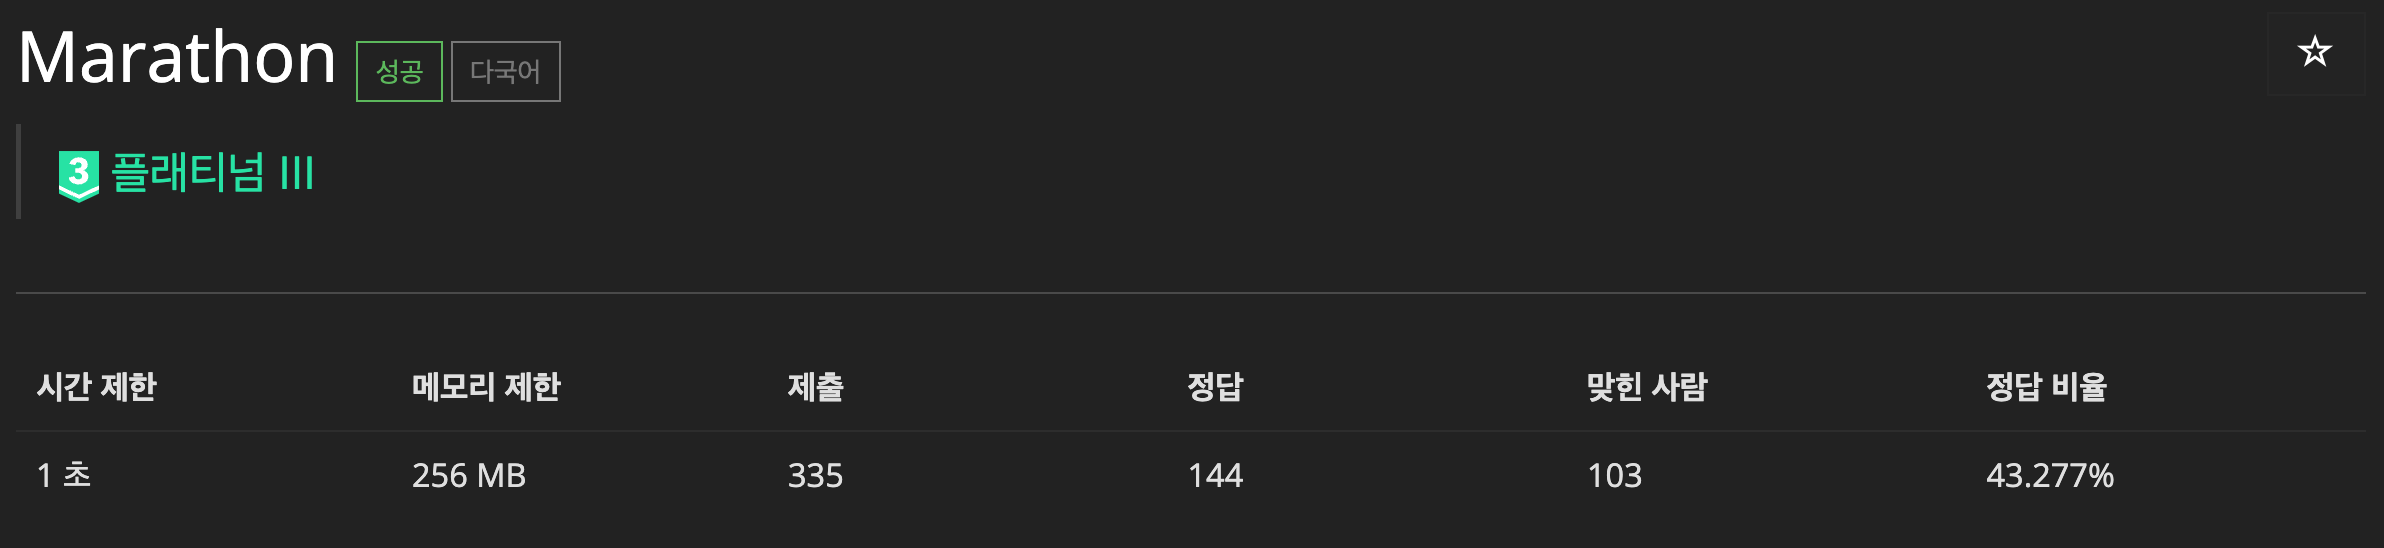 Marathon 성공 다국어
3 플래티넘 III
시간 제한 메모리 제한 제출 정답 맞힌 사람 정답 비율
1 초 256 MB 335 144 103 43.277%